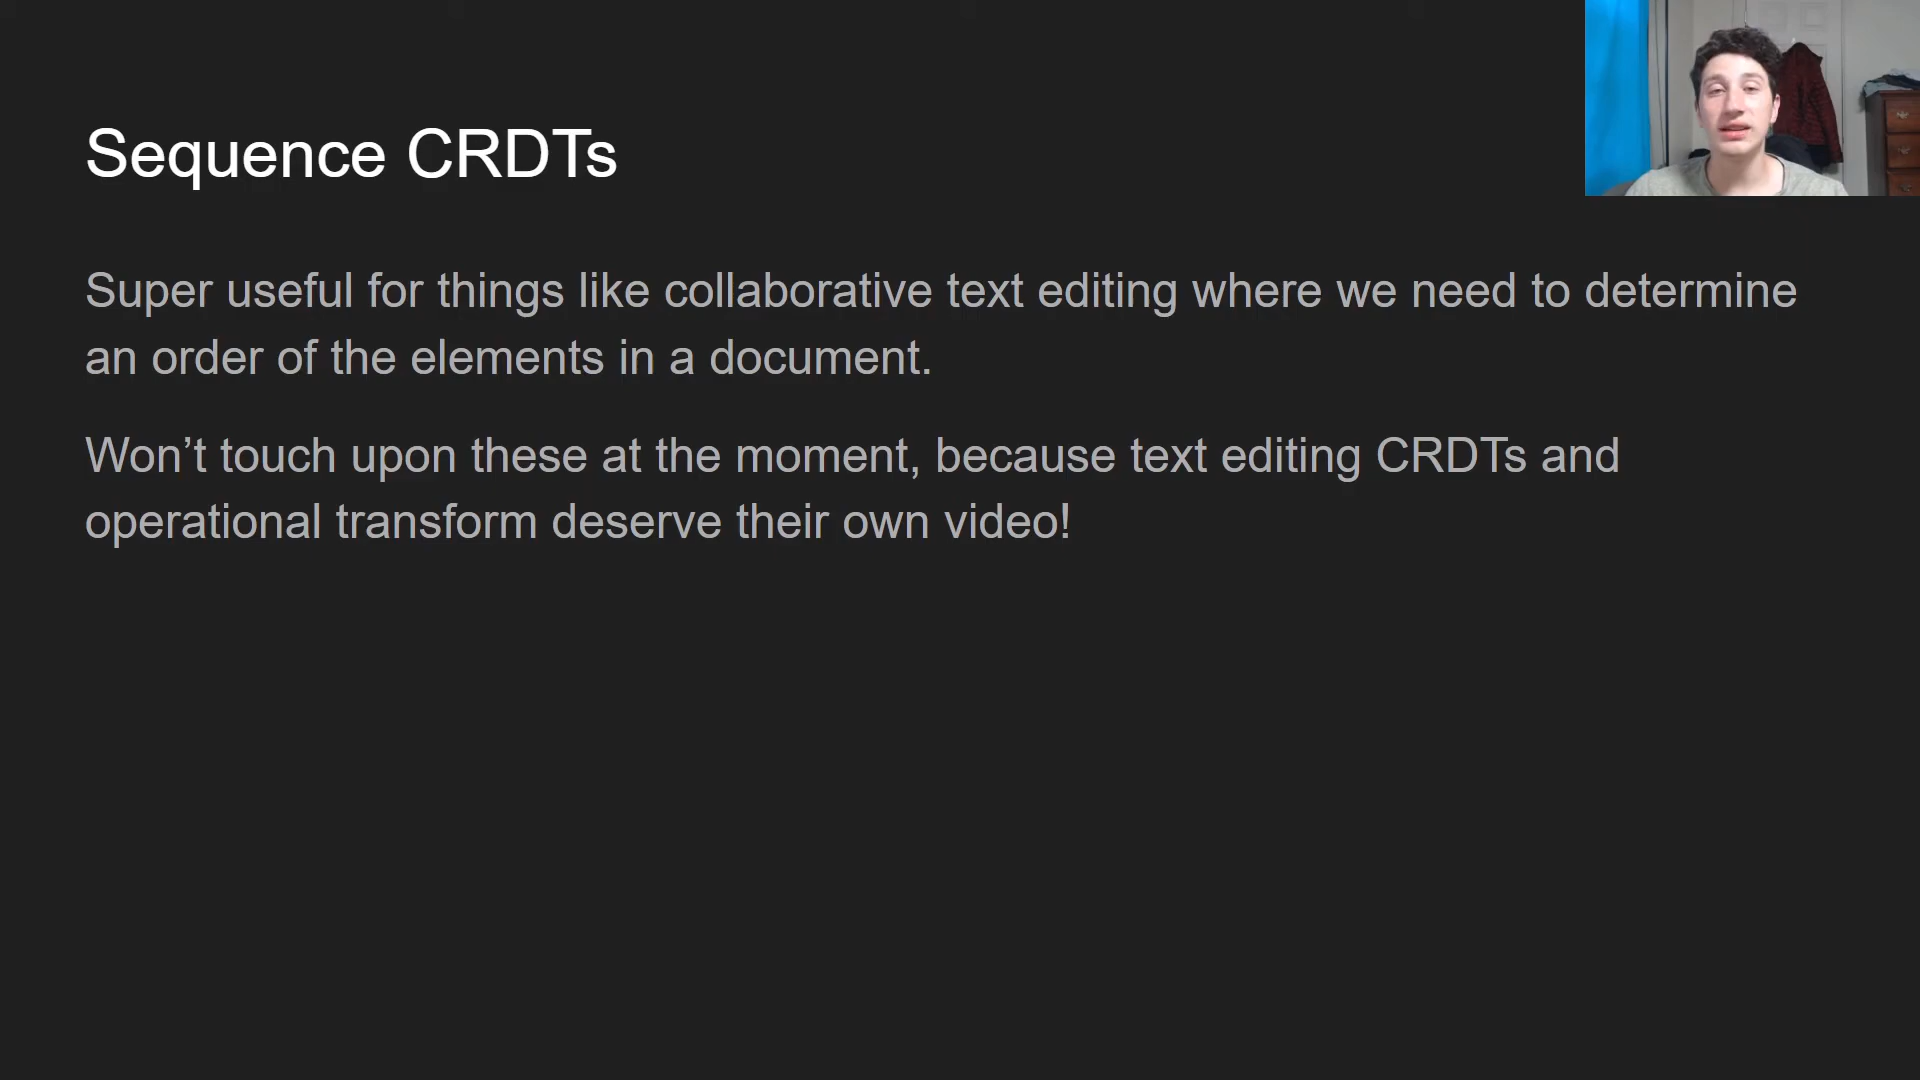 Sequence CRDTs
Super useful for things like collaborative text editing where we need to determine
an order of the elements in a document.
Won’t touch upon these at the moment, because text editing CRDTs and
operational transform deserve their own video!